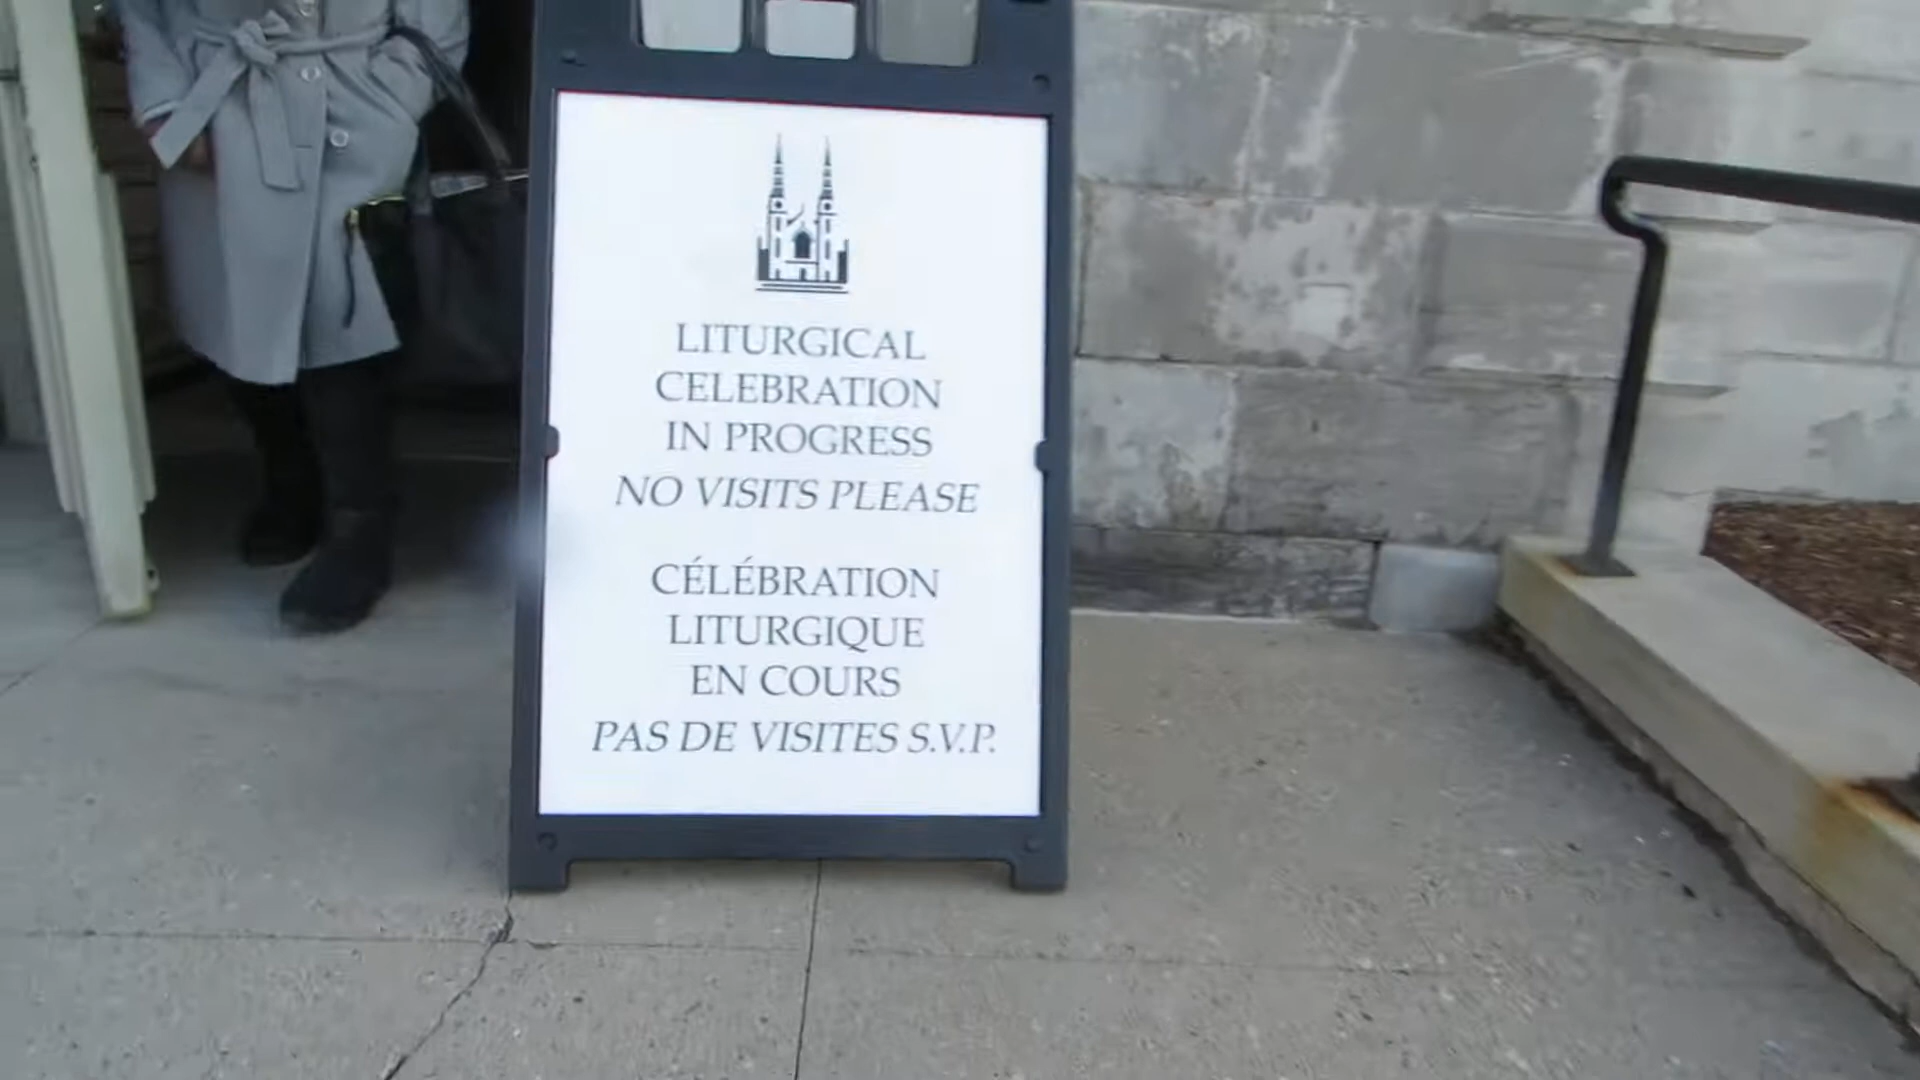 LITURGICAL
CELEBRATION
IN PROGRESS
NO VISITS PLEASE
CÉLÉBRATION
LITURGIQUE
EN COURS
PAS DE VISITES S.V.P.